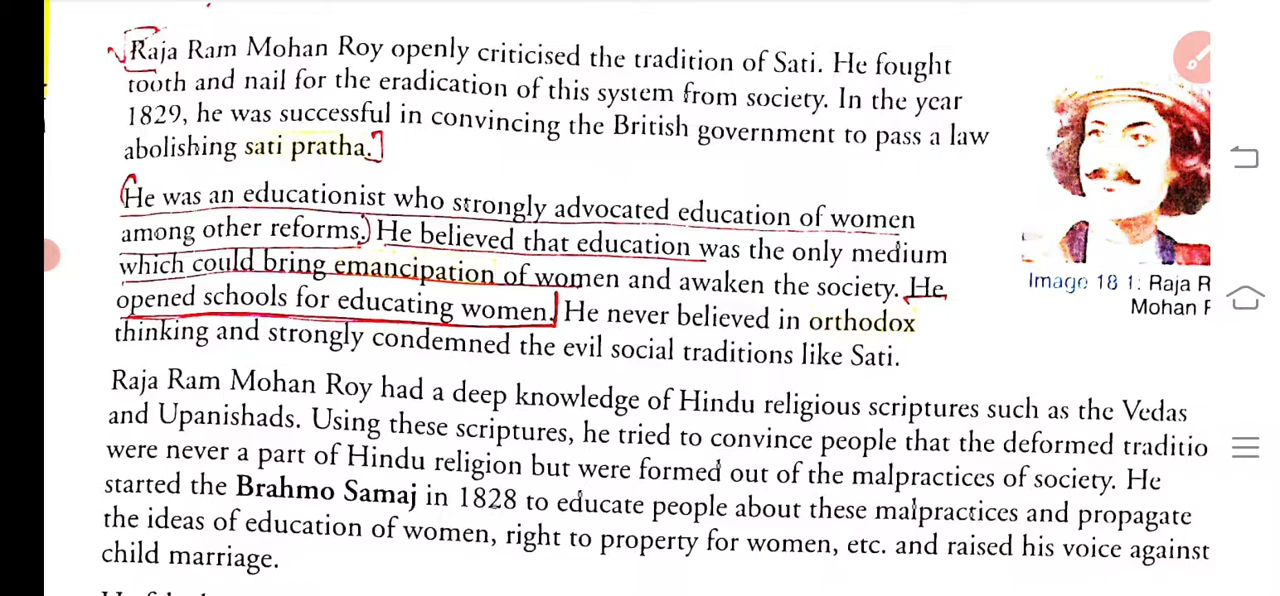 Raja Ram Mohan Roy openly criticised the tradition of Sati. He fought
tooth and nail for the eradication of this system from society. In the year
1829, he was successful in convincing the British government to pass a law
abolishing sati pratha.
He was an educationist who strongly advocated education of women
among other reforms. He believed that education was the only medium
which could bring emancipation of women and awaken the society. He
opened schools for educating women. He never believed in orthodox
thinking and strongly condemned the evil social traditions like Sati.
Image 18 1: Raja R
Mohan
Raja Ram Mohan Roy had a deep knowledge of Hindu religious scriptures such as the Vedas
and Upanishads. Using these scriptures, he tried to convince people that the deformed traditio
were never a part of Hindu religion but were formed out of the malpractices of society. He
started the Brahmo Samaj in 1828 to educate people about these malpractices and propagate
the ideas of education of women, right to property for women, etc. and raised his voice against
child marriage.